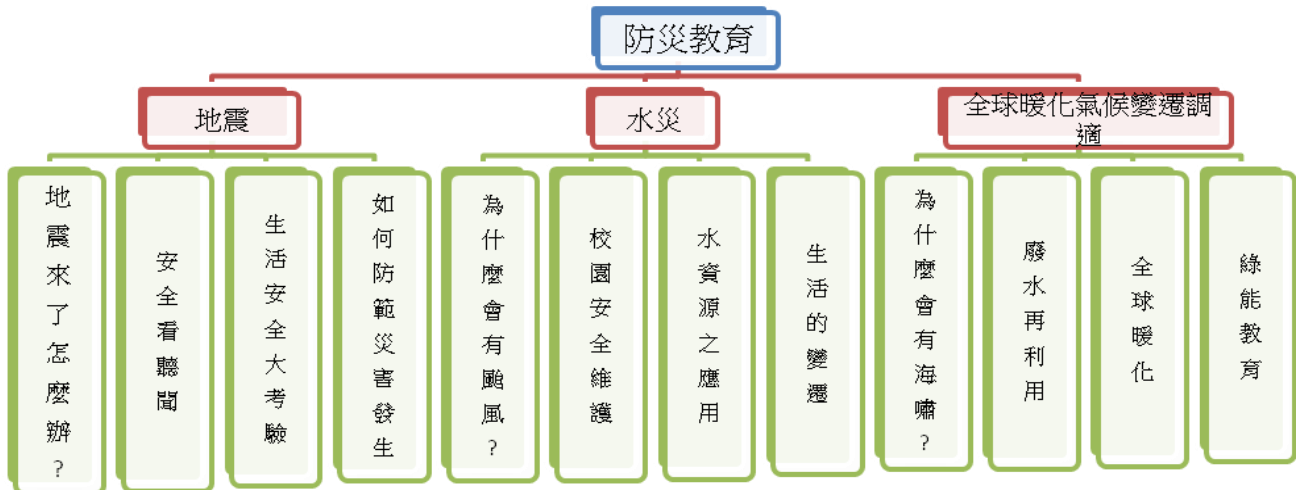 防災教育
地震
水災
全球暖化氣候變遷調
適
地震來了怎麼辦?
安全看聽聞
生活安全大考驗
如何防範災害發生
為什麼會有颱風?
校園安全維護
水資源之應用
生活的變遷
為什麼會有海嘯?
廢水再利用
全球暖化
綠能教育